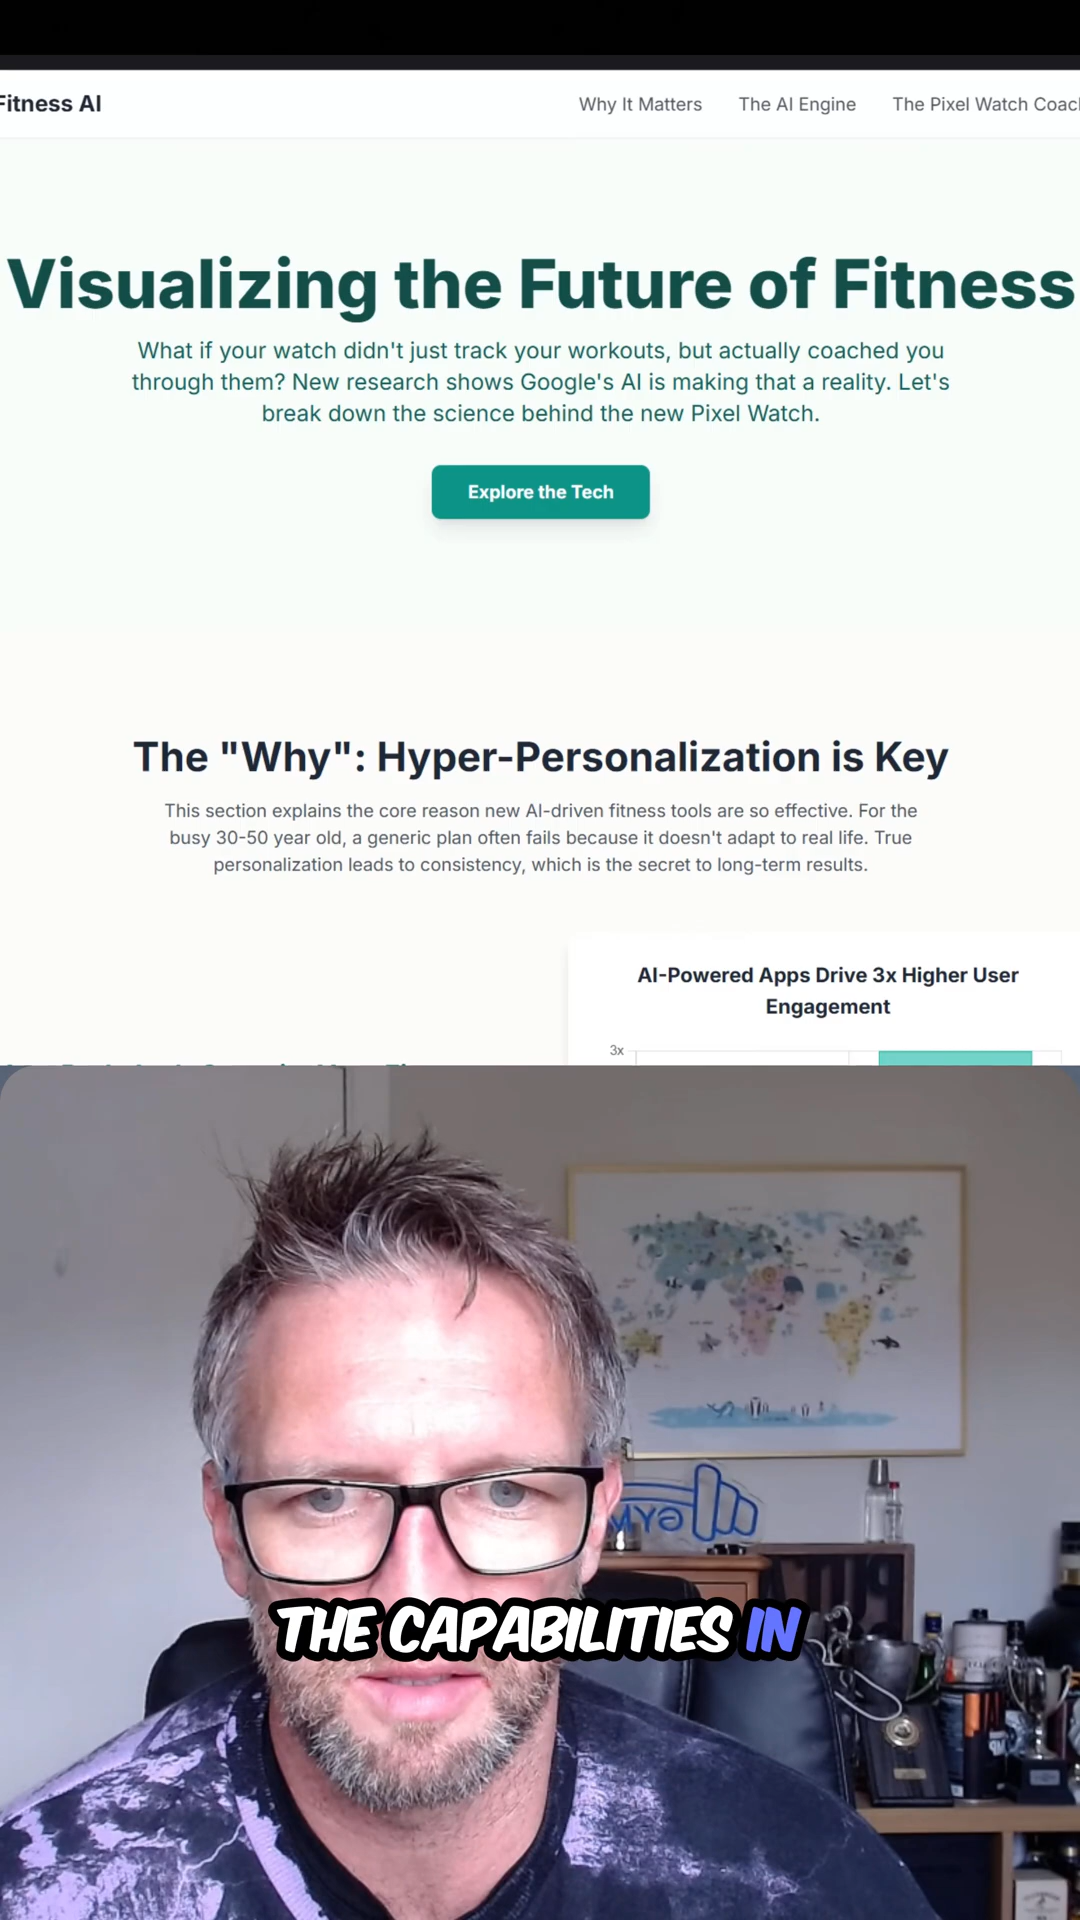 Fitness AI
Why It Matters
The AI Engine
The Pixel Watch Coac
Visualizing the Future of Fitness
What if your watch didn't just track your workouts, but actually coached you
through them? New research shows Google's AI is making that a reality. Let's
break down the science behind the new Pixel Watch.
Explore the Tech
The "Why": Hyper-Personalization is Key
This section explains the core reason new AI-driven fitness tools are so effective. For the
busy 30-50 year old, a generic plan often fails because it doesn't adapt to real life. True
personalization leads to consistency, which is the secret to long-term results.
AI-Powered Apps Drive 3x Higher User
Engagement
3x
GYM
THE CAPABILITIES IN